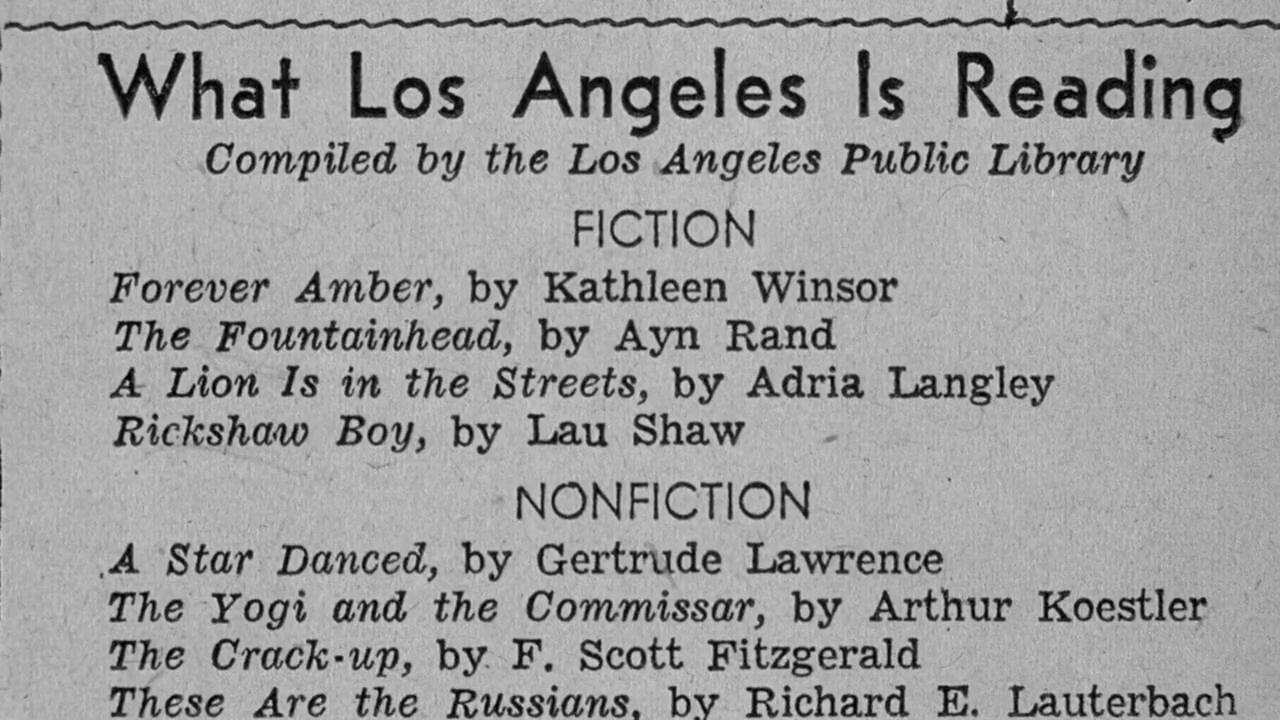 What Los Angeles Is Reading
Compiled by the Los Angeles Public Library
FICTION
Forever Amber, by Kathleen Winsor
The Fountainhead, by Ayn Rand
A Lion Is in the Streets, by Adria Langley
Rickshaw Boy, by Lau Shaw
NONFICTION
A Star Danced, by Gertrude Lawrence
The Yogi and the Commissar, by Arthur Koestler
The Crack-up, by F. Scott Fitzgerald
These Are the Russians, by Richard E. Lauterbach